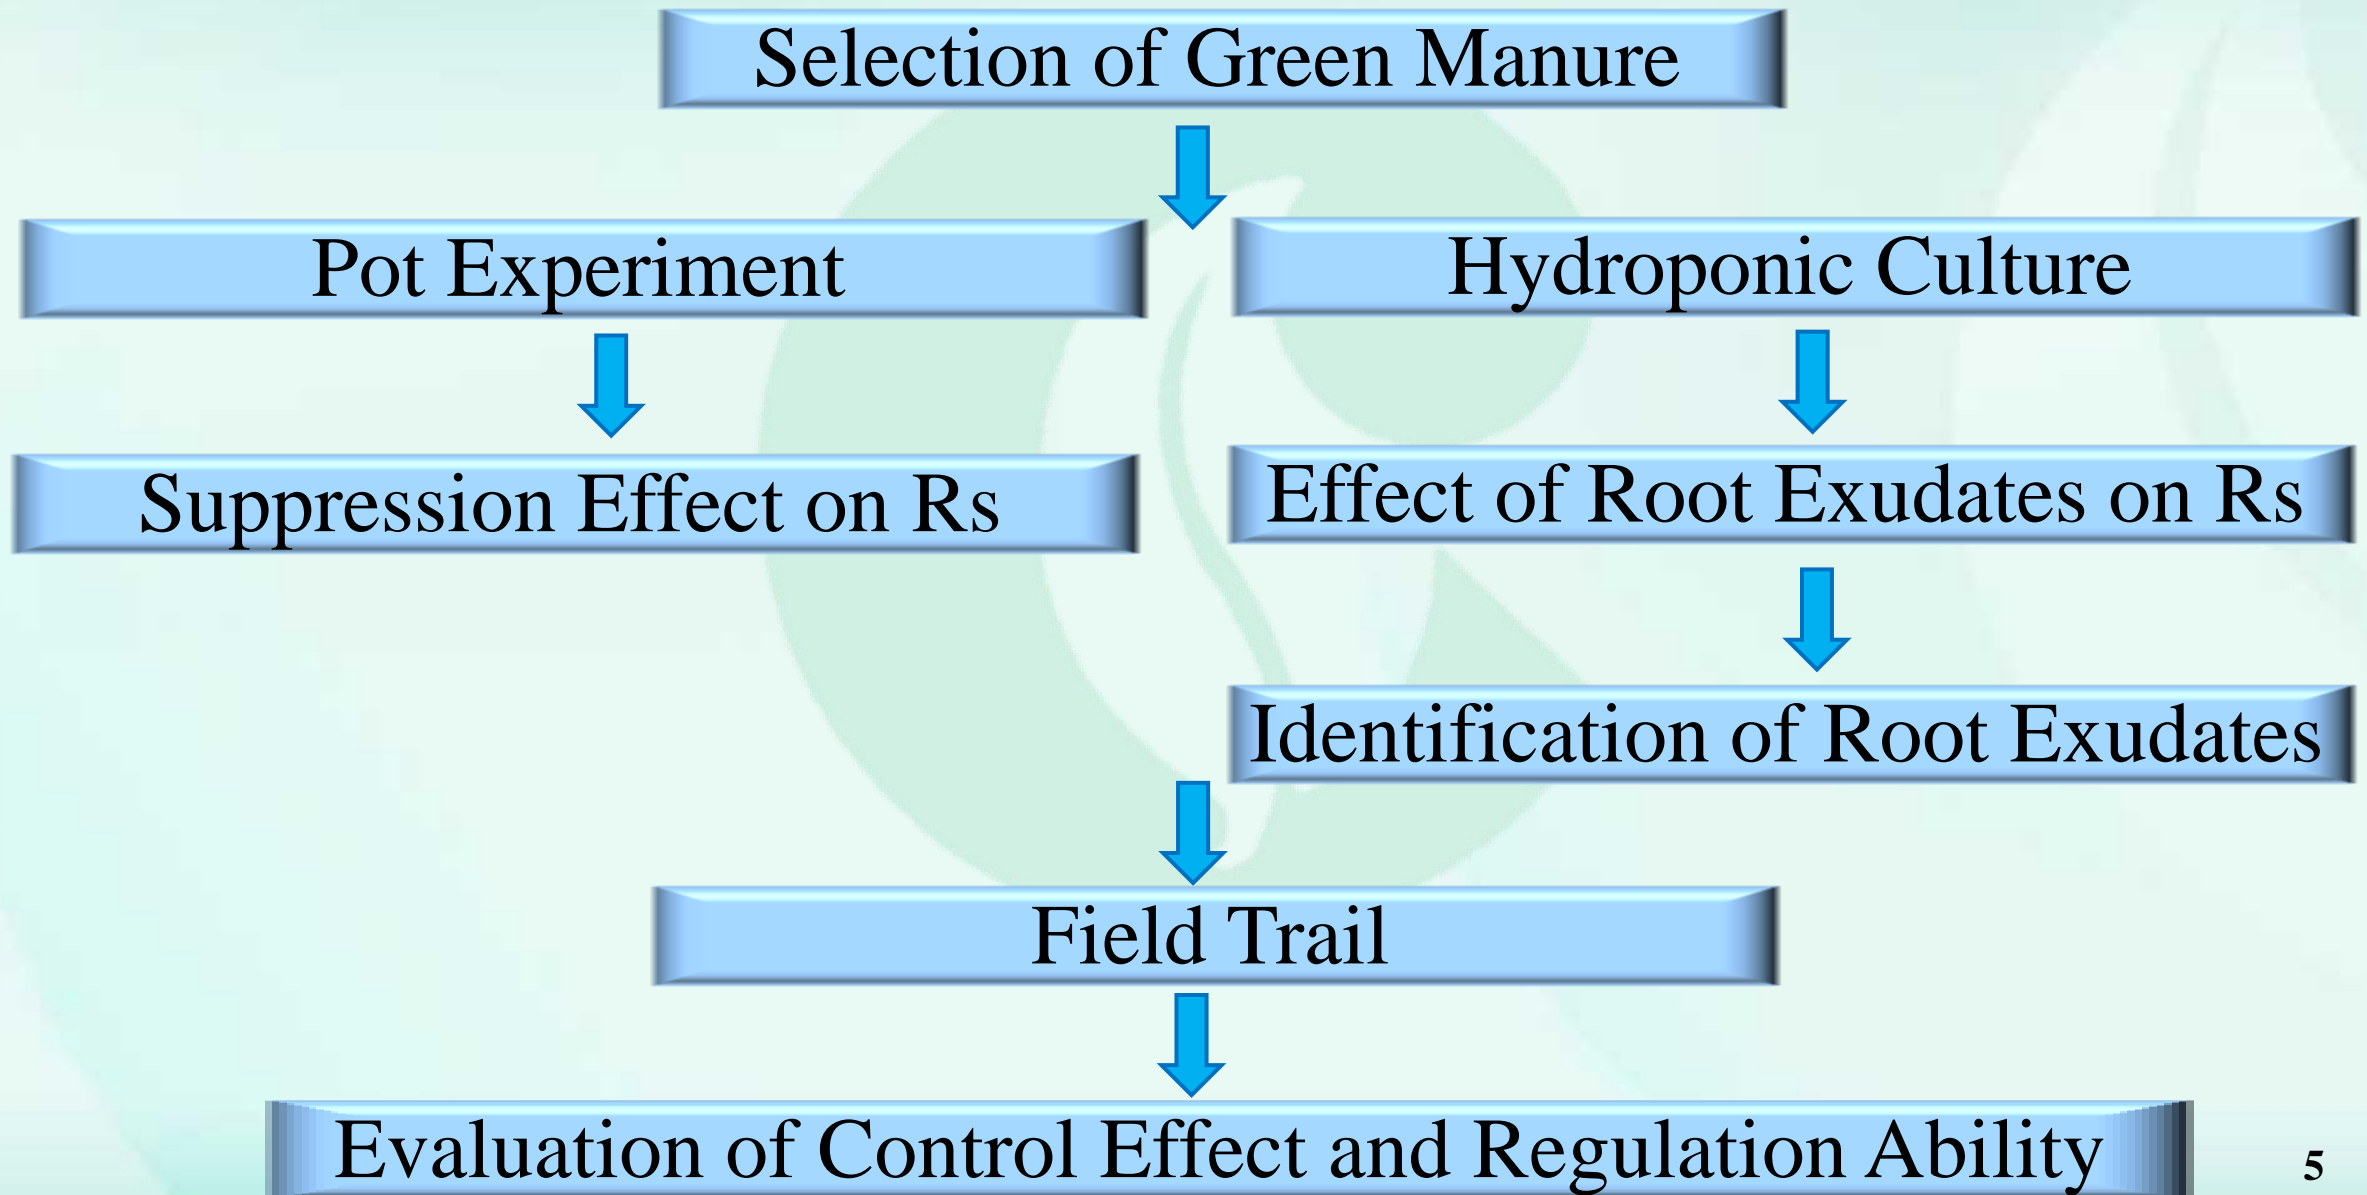 Selection of Green Manure
Pot Experiment
Hydroponic Culture
Suppression Effect on Rs
Effect of Root Exudates on Rs
Identification of Root Exudates
Field Trail
Evaluation of Control Effect and Regulation Ability
5